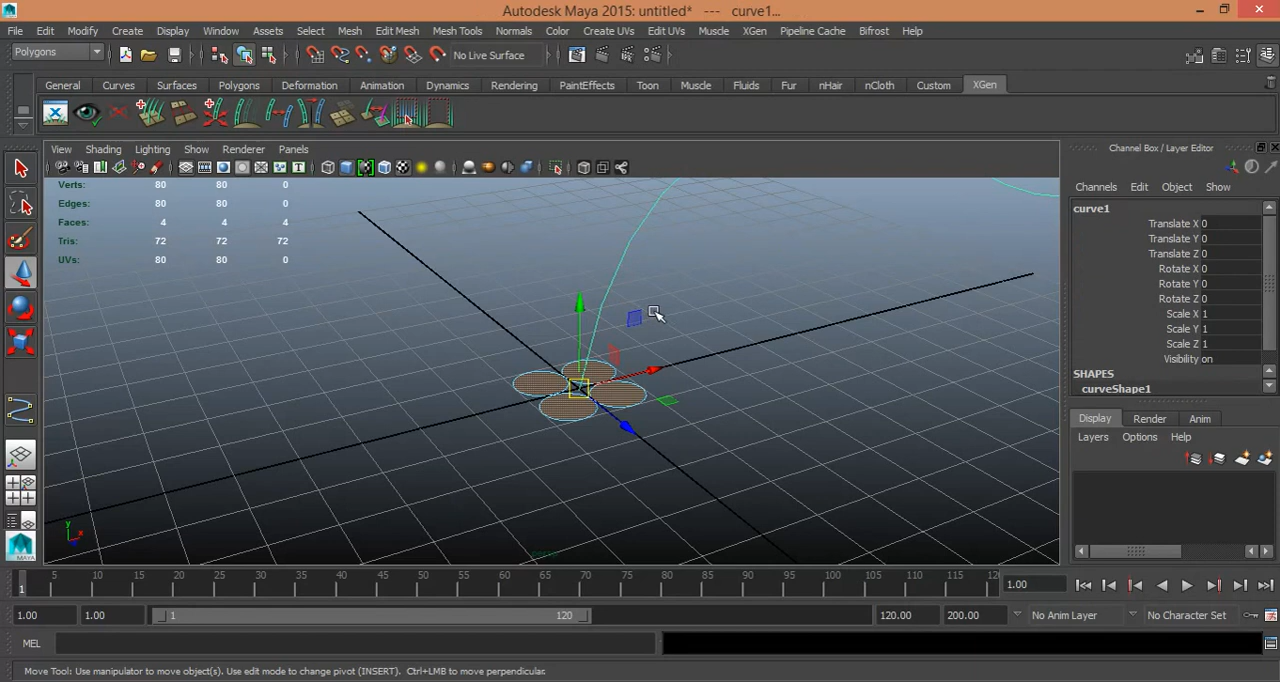 Autodesk Maya 2015: untitled* --- curve1...
File Edit Modify Create Display Window Assets Select Mesh Edit Mesh Mesh Tools Normals Color Create UVs Edit UVs Muscle XGen Pipeline Cache Bifrost Help
Polygons No Live Surface
General Curves Surfaces Polygons Deformation Animation Dynamics Rendering PaintEffects Toon Muscle Fluids Fur nHair nCloth Custom XGen
View Shading Lighting Show Renderer Panels
Channel Box / Layer Editor
Channels Edit Object Show
Verts: 80 80 0
Edges: 80 80 0
Faces: 4 4 4
Tris: 72 72 72
UVs: 80 80 0
curve1
Translate X 0
Translate Y 0
Translate Z 0
Rotate X 0
Rotate Y 0
Rotate Z 0
Scale X 1
Scale Y 1
Scale Z 1
Visibility on
SHAPES
curveShape1
Display Render Anim
Layers Options Help
y x z
persp
MAYA
1 5 10 15 20 25 30 35 40 45 50 55 60 65 70 75 80 85 90 95 100 105 110 115 12 1.00
1.00 1.00 1 120 120.00 200.00 No Anim Layer No Character Set
MEL
Move Tool: Use manipulator to move object(s). Use edit mode to change pivot (INSERT). Ctrl+LMB to move perpendicular.